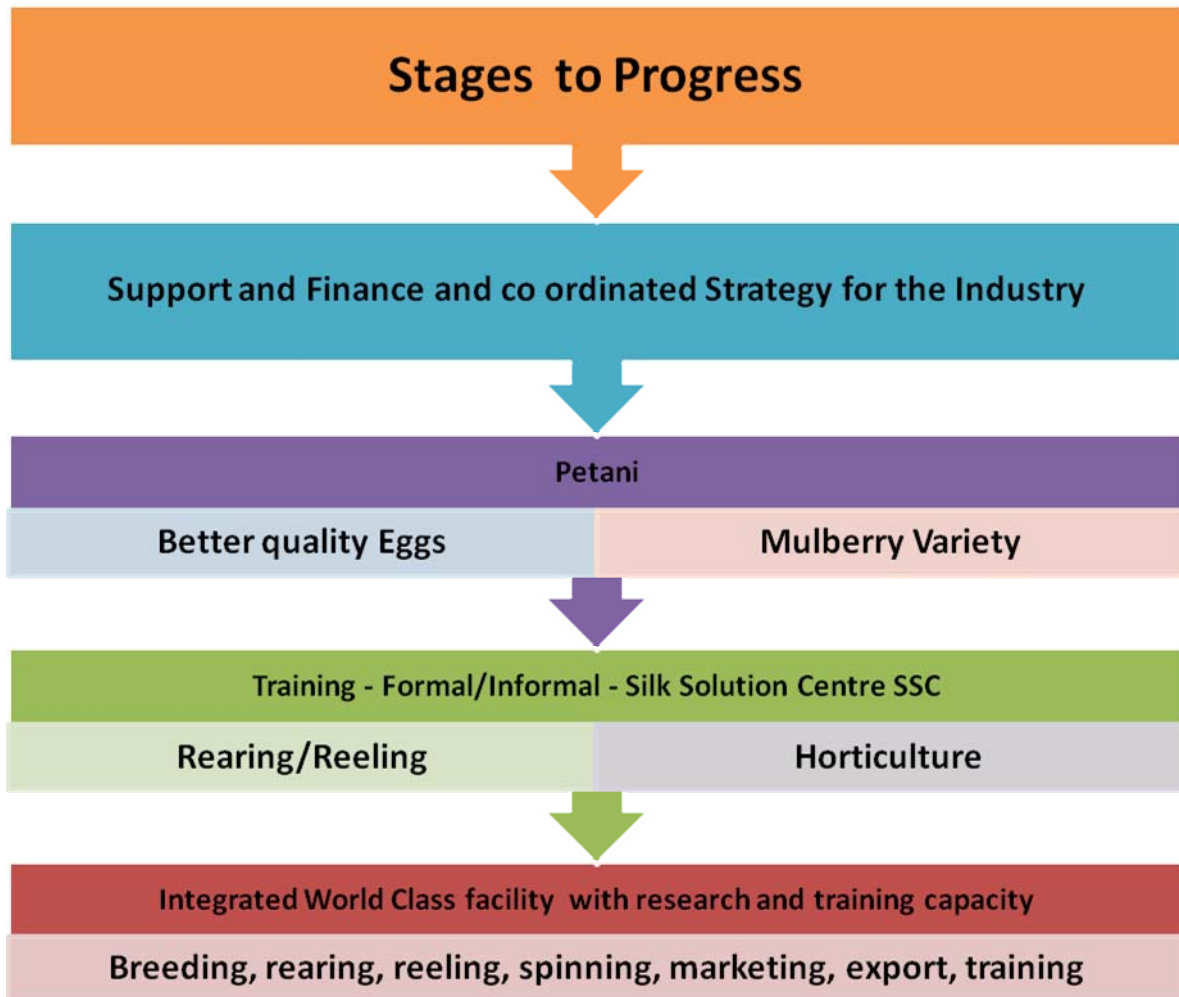 Stages to Progress
Support and Finance and co ordinated Strategy for the Industry
Petani
Better quality Eggs
Mulberry Variety
Training - Formal/Informal - Silk Solution Centre SSC
Rearing/Reeling
Horticulture
Integrated World Class facility with research and training capacity
Breeding, rearing, reeling, spinning, marketing, export, training